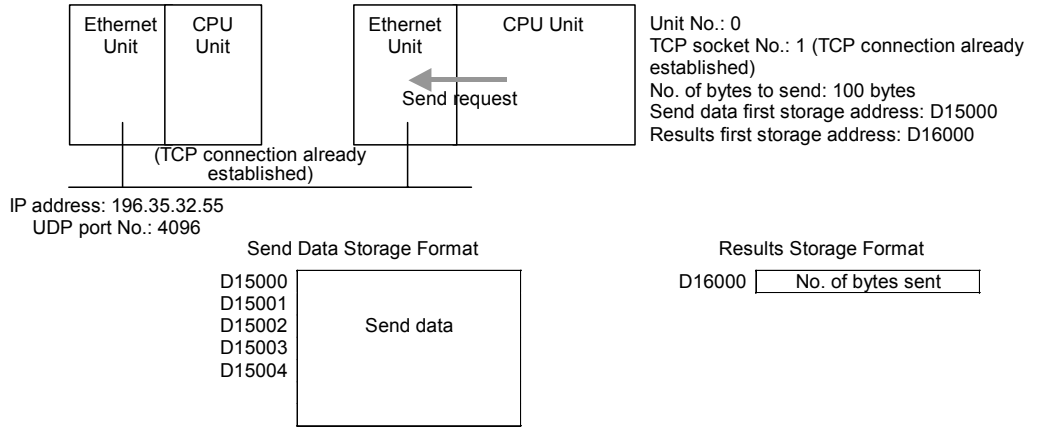 Ethernet
Unit
CPU
Unit
Ethernet
Unit
CPU Unit
Send request
(TCP connection already
established)
Unit No.: 0
TCP socket No.: 1 (TCP connection already
established)
No. of bytes to send: 100 bytes
Send data first storage address: D15000
Results first storage address: D16000
IP address: 196.35.32.55
UDP port No.: 4096
Send Data Storage Format
D15000
D15001
D15002
D15003
D15004
Send data
Results Storage Format
D16000 No. of bytes sent